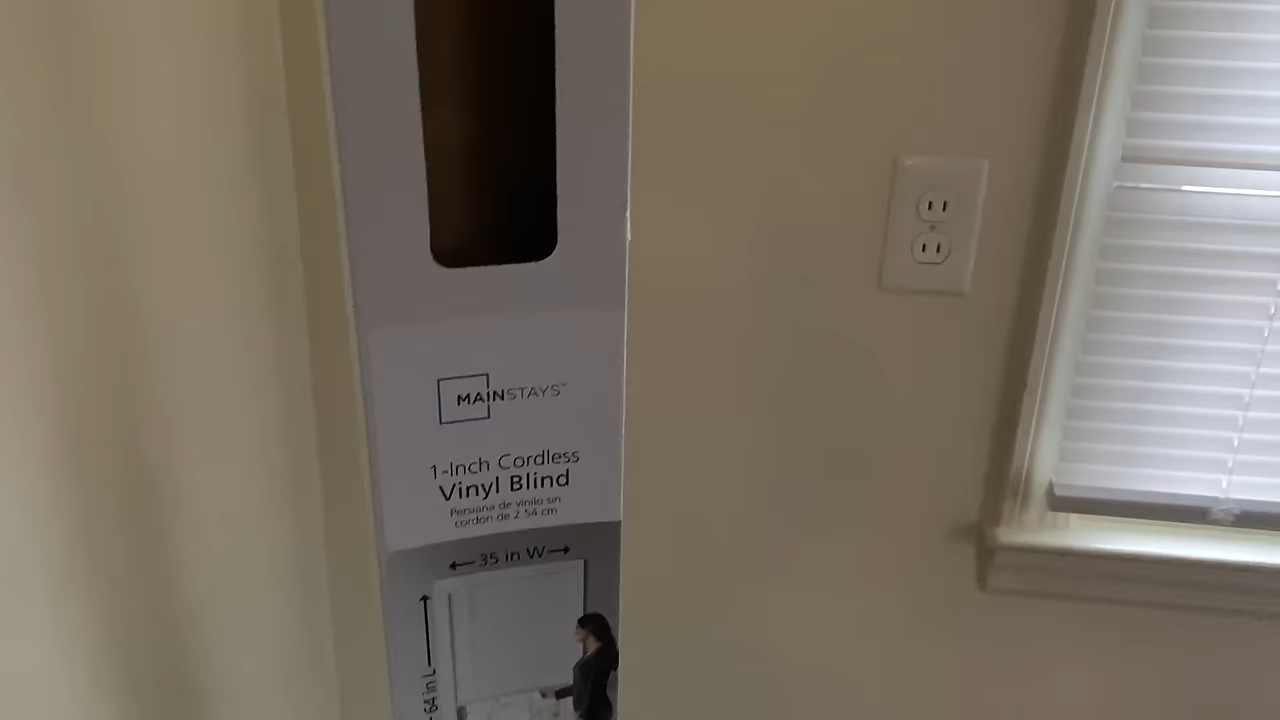 MAINSTAYS™
1-Inch Cordless
Vinyl Blind
Persiana de vinilo sin
cordón de 2.54 cm
35 in W
64 in L